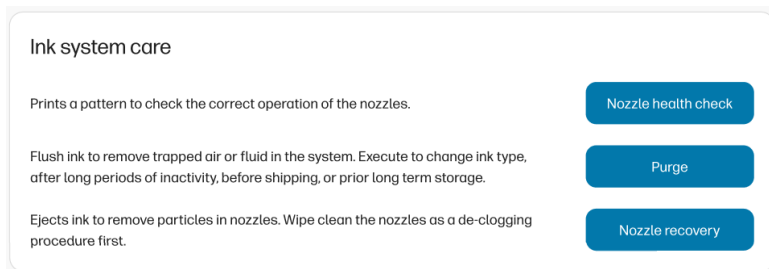 Ink system care
Prints a pattern to check the correct operation of the nozzles.
Nozzle health check
Flush ink to remove trapped air or fluid in the system. Execute to change ink type,
after long periods of inactivity, before shipping, or prior long term storage.
Purge
Ejects ink to remove particles in nozzles. Wipe clean the nozzles as a de-clogging
procedure first.
Nozzle recovery